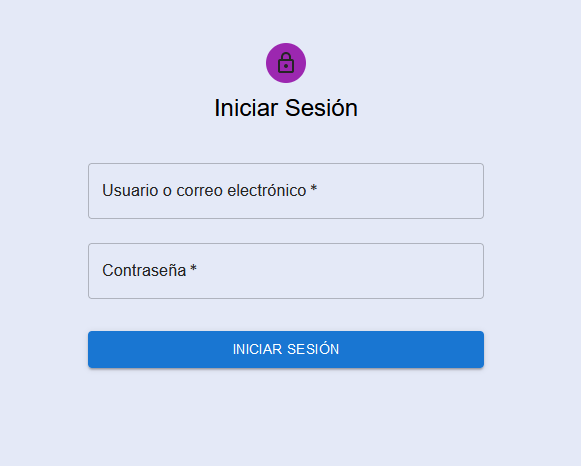 Iniciar Sesión
Usuario o correo electrónico *
Contraseña *
INICIAR SESIÓN